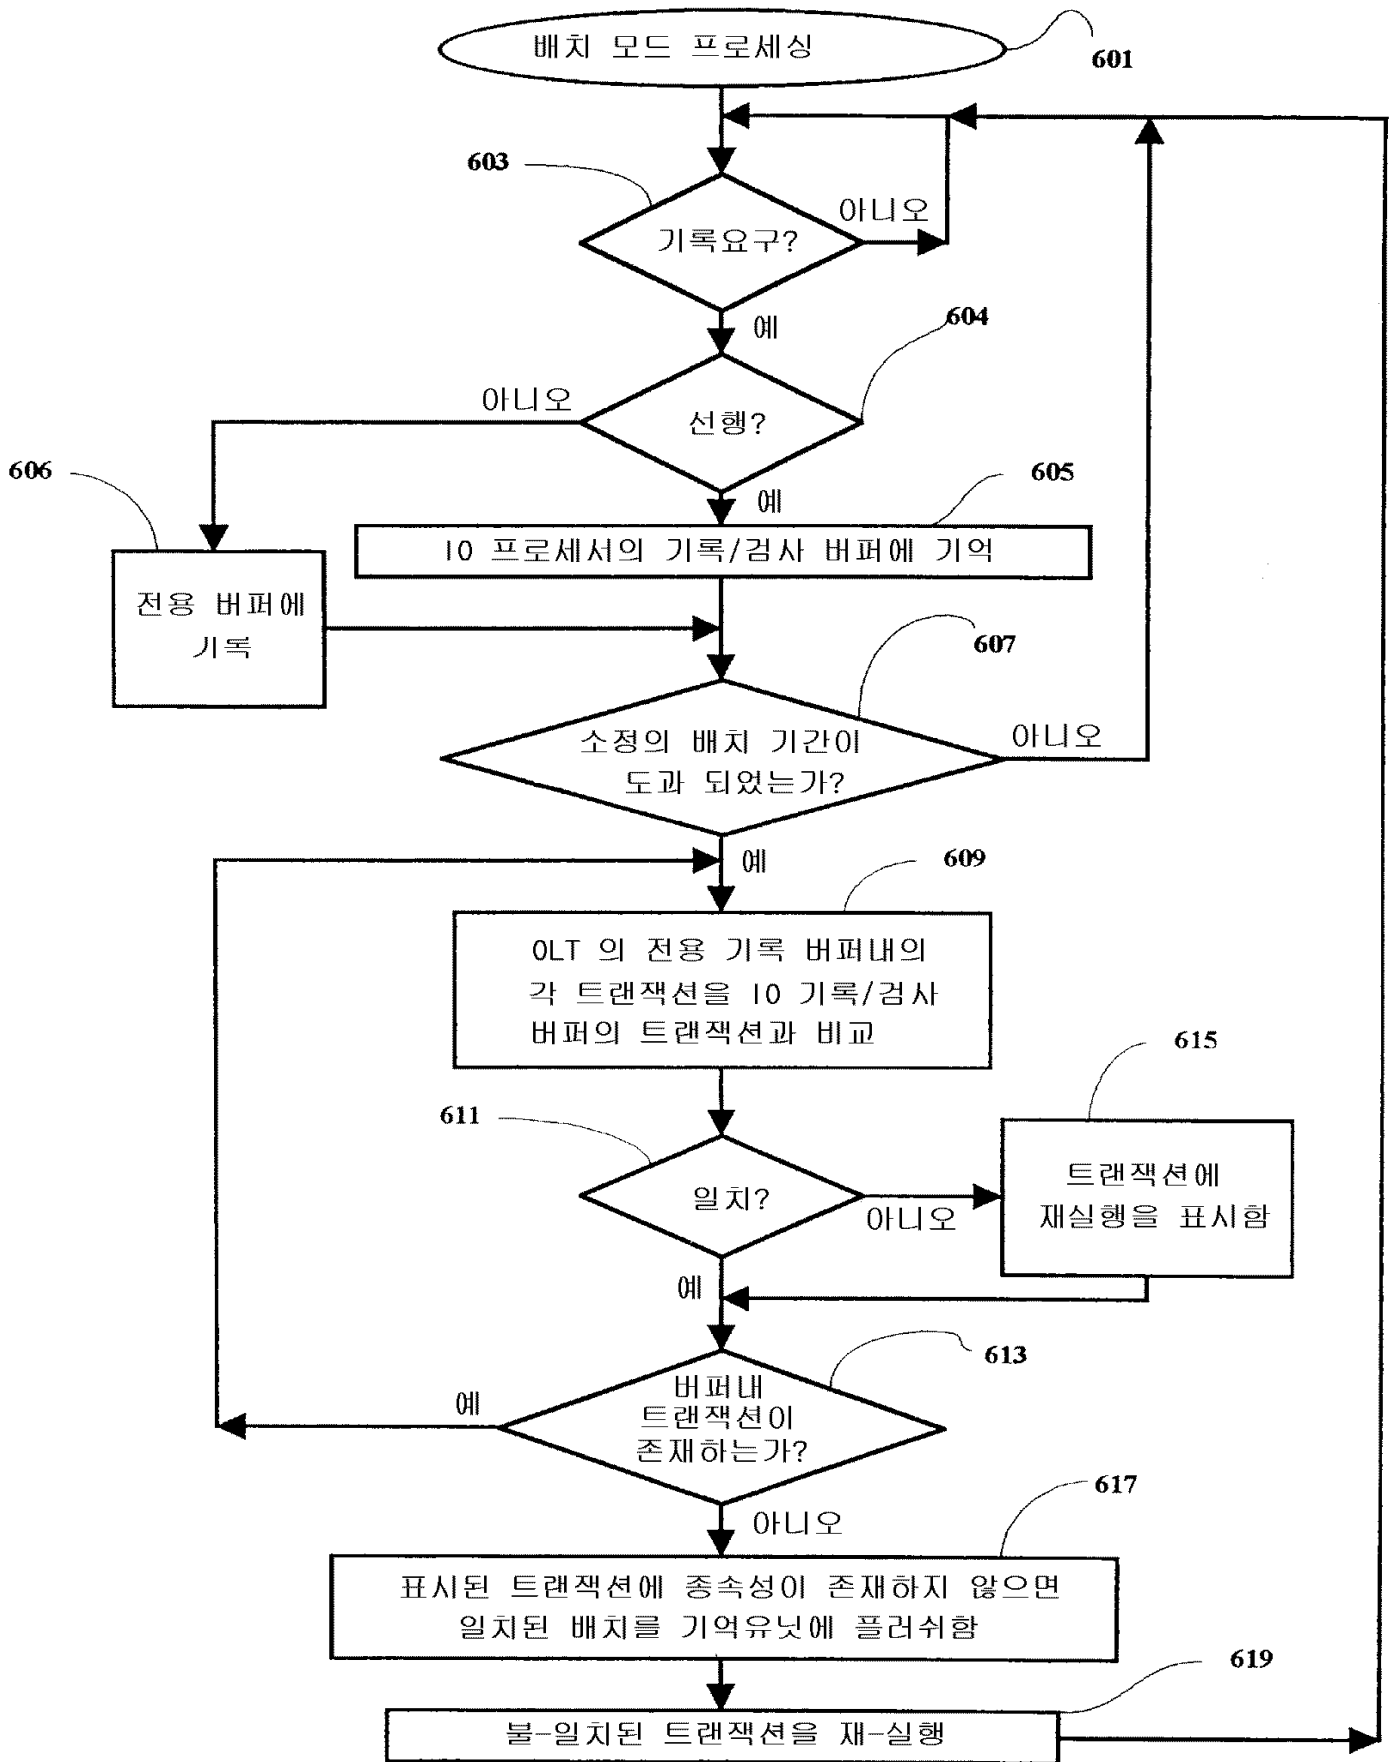 배치 모드 프로세싱
601
603
기록요구?
아니오
예
604
아니오
선행?
606
605
예
IO 프로세서의 기록/검사 버퍼에 기억
전용 버퍼에
기록
607
소정의 배치 기간이
도과 되었는가?
아니오
예
609
OLT 의 전용 기록 버퍼내의
각 트랜잭션을 IO 기록/검사
버퍼의 트랜잭션과 비교
615
611
일치?
아니오
트랜잭션에
재실행을 표시함
예
613
예
버퍼내
트랜잭션이
존재하는가?
617
아니오
표시된 트랜잭션에 종속성이 존재하지 않으면
일치된 배치를 기억유닛에 플러쉬함
619
불-일치된 트랜잭션을 재-실행